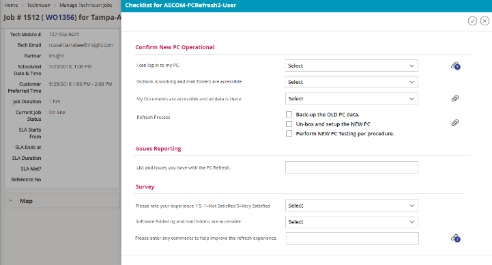 Home › Technician › Manage Technician Jobs
Job # 1512 ( WO1356) for Tampa-A
Tech Mobile #
Tech Email
Partner Insight
Scheduled Date & Time 5/25/2018 1:00 PM
Customer Preferred Time 5/25/2018 1:00 PM - 2:00 PM
Job Duration 1 hrs
Current Job Status On-Site
SLA Starts From
SLA Ends at
SLA Duration
SLA Met?
Reference No
Map
Checklist for AECOM-PCRefresh2-User
Confirm New PC Operational
I can log in to my PC. Select
Outlook is working and mail folders are accessible. Select
My Documents are accessible and all data is there Select
Refresh Process
Back-up the OLD PC data.
Un-box and setup the NEW PC
Perform NEW PC Testing per procedure.
Issues Reporting
List and Issues you have with the PC Refresh.
Survey
Please rate your experience 1-5, 1=Not Satisfied 5=Very Satisfied Select
Software Added by and mail folders are accessible. Select
Please enter any comments to help improve the refresh experience.